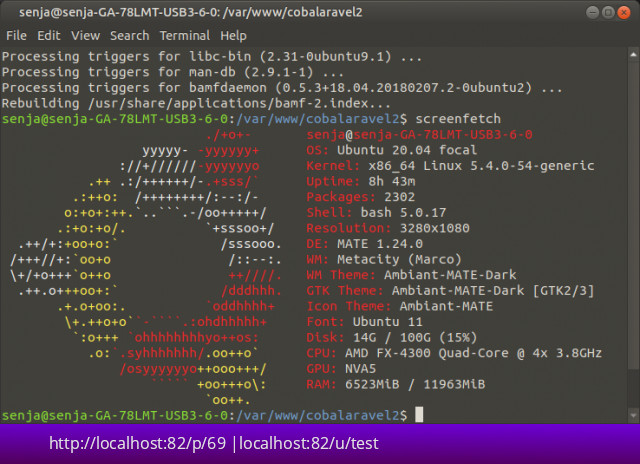 senja@senja-GA-78LMT-USB3-6-0: /var/www/cobalaravel2
File Edit View Search Terminal Help
Processing triggers for libc-bin (2.31-0ubuntu9.1) ...
Processing triggers for man-db (2.9.1-1) ...
Processing triggers for bamfdaemon (0.5.3+18.04.20180207.2-0ubuntu2) ...
Rebuilding /usr/share/applications/bamf-2.index...
senja@senja-GA-78LMT-USB3-6-0:/var/www/cobalaravel2$ screenfetch
./+o+- senja@senja-GA-78LMT-USB3-6-0
yyyyy- -yyyyyy+ OS: Ubuntu 20.04 focal
://+//////-yyyyyyo Kernel: x86_64 Linux 5.4.0-54-generic
.++ .:/++++++/-.+sss/` Uptime: 8h 43m
.:++o: /++++++++/:--:/- Packages: 2302
o:+o+:++.`..```.-/oo+++++/ Shell: bash 5.0.17
.:+o:+o/. `+sssoo+/ Resolution: 3280x1080
.++/+:+oo+o:` /sssooo. DE: MATE 1.24.0
/+++//+:`oo+o /::--:. WM: Metacity (Marco)
\+/+o+++`o++o ++////. WM Theme: Ambiant-MATE-Dark
.++.o+++oo+:` /dddhhh. GTK Theme: Ambiant-MATE-Dark [GTK2/3]
.+.o+oo:. `oddhhhh+ Icon Theme: Ambiant-MATE
\+.++o+o``-````.:ohdhhhhh+ Font: Ubuntu 11
`:o+++ `ohhhhhhhhyo++os: Disk: 14G / 100G (15%)
.o:`.syhhhhhhh/.oo++o` CPU: AMD FX-4300 Quad-Core @ 4x 3.8GHz
/osyyyyyyo++ooo+++/ GPU: NVA5
````` +oo+++o\: RAM: 6523MiB / 11963MiB
`oo++.
senja@senja-GA-78LMT-USB3-6-0:/var/www/cobalaravel2$
http://localhost:82/p/69 |localhost:82/u/test